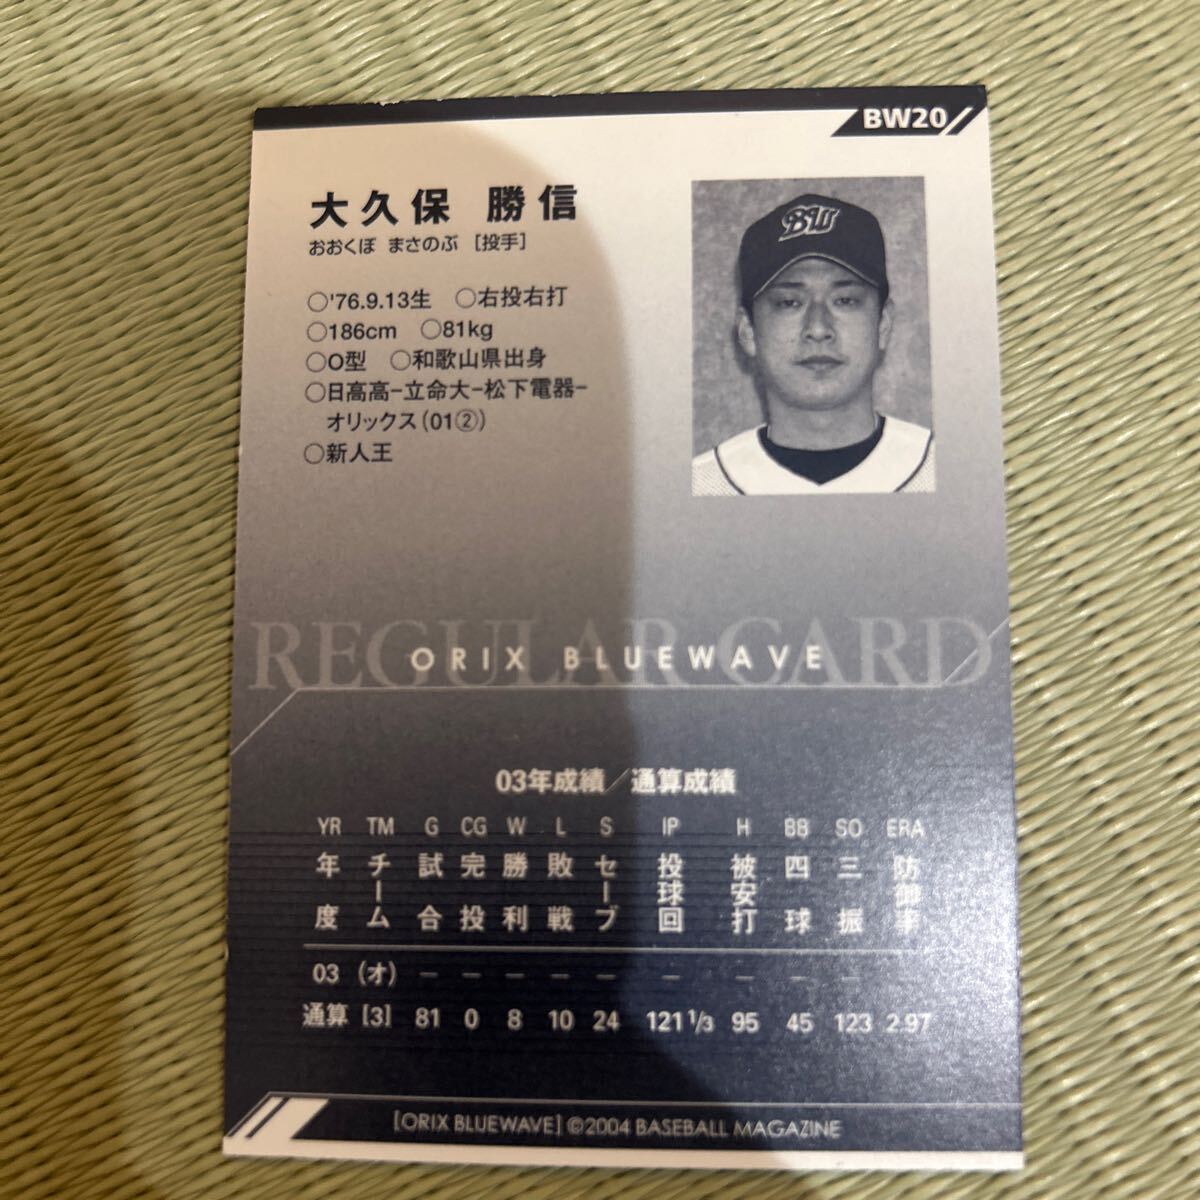 BW20
大久保 勝信
おおくぼ まさのぶ [投手]
BW
○'76.9.13生 ○右投右打
○186cm ○81kg
○O型 ○和歌山県出身
○日高高-立命大-松下電器-
オリックス(01②)
○新人王
REGULAR CARD
ORIX BLUEWAVE
03年成績/通算成績
YR TM G CG W L S IP H BB SO ERA
年度 チーム 試合 完投 勝利 敗戦 セーブ 投球回 被安打 四球 三振 防御率
03 (オ) − − − − − − − − − −
通算 [3] 81 0 8 10 24 121 1/3 95 45 123 2.97
[ORIX BLUEWAVE] ©2004 BASEBALL MAGAZINE